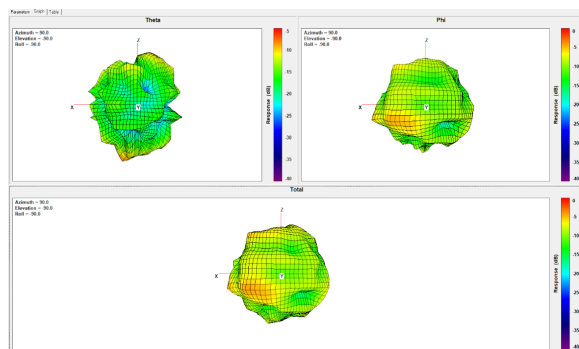 Parameter Graph Table
Theta
Azimuth = 90.0
Elevation = -90.0
Roll = -90.0
Z
X
Y
-5
-10
-15
-20
-25
-30
-35
-40
Response (dB)
Phi
Azimuth = 90.0
Elevation = -90.0
Roll = -90.0
Z
X
Y
0
-5
-10
-15
-20
-25
-30
-35
-40
Response (dB)
Total
Azimuth = 90.0
Elevation = -90.0
Roll = -90.0
Z
X
Y
0
-5
-10
-15
-20
-25
-30
-35
-40
Response (dB)